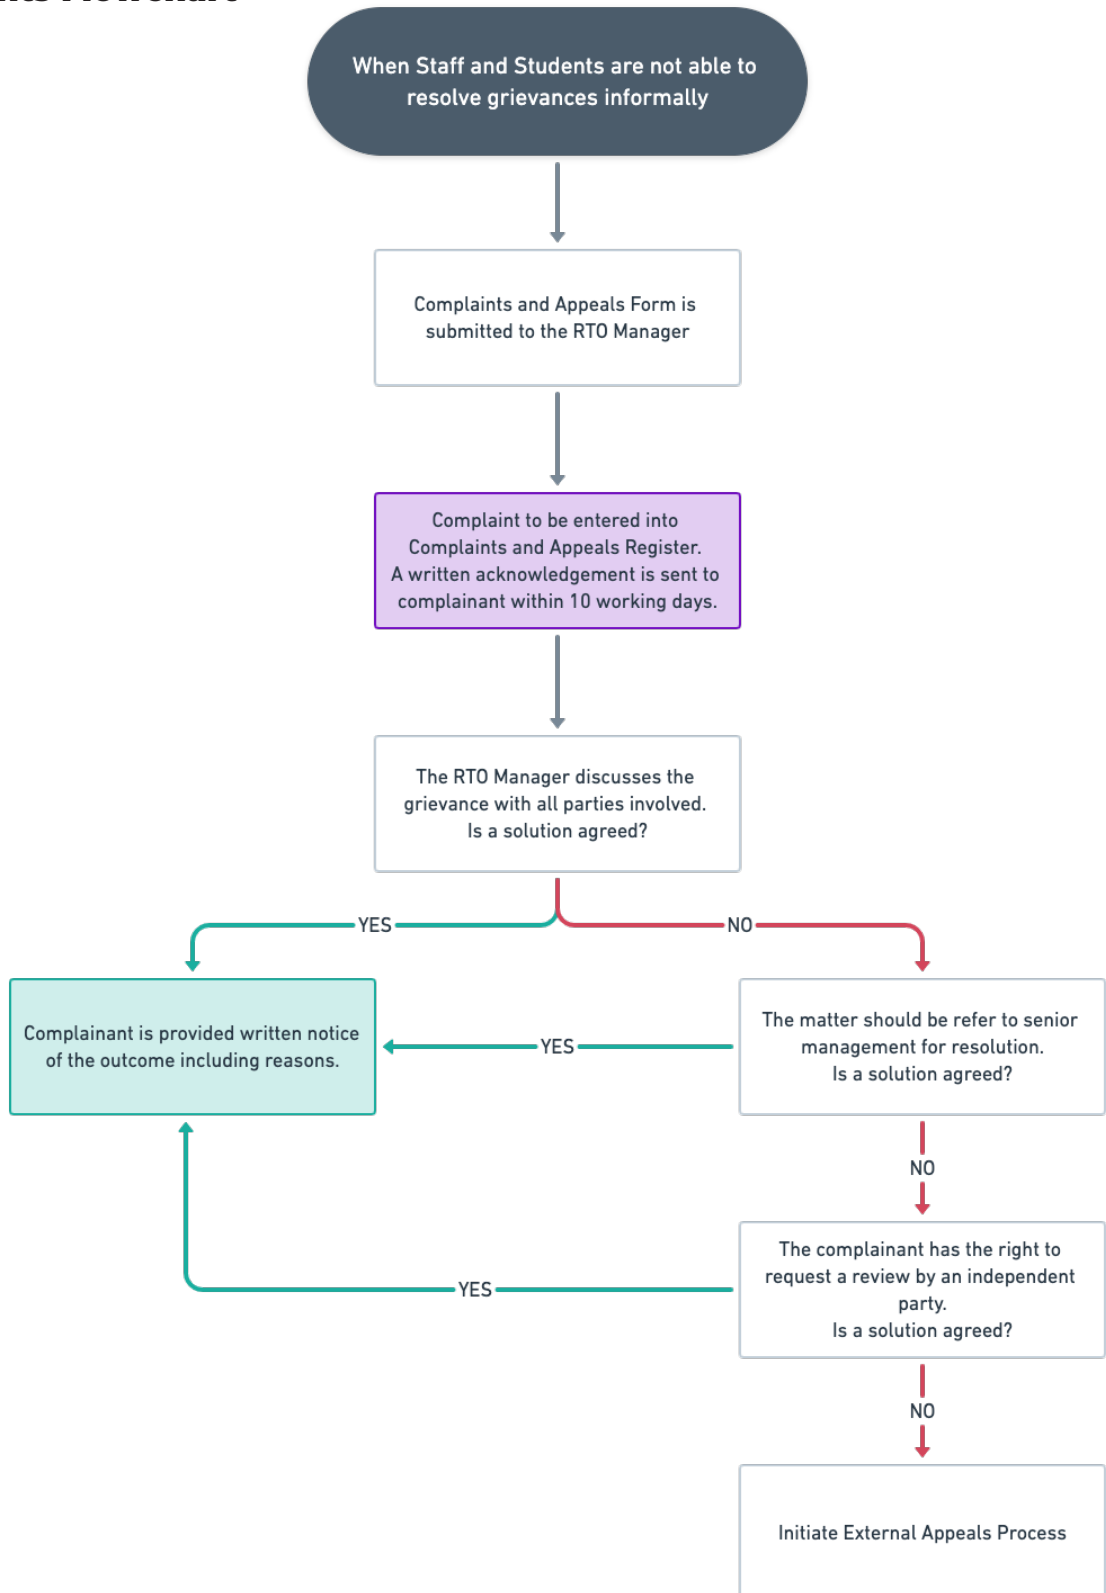 When Staff and Students are not able to
resolve grievances informally
Complaints and Appeals Form is
submitted to the RTO Manager
Complaint to be entered into
Complaints and Appeals Register.
A written acknowledgement is sent to
complainant within 10 working days.
The RTO Manager discusses the
grievance with all parties involved.
Is a solution agreed?
YES
NO
Complainant is provided written notice
of the outcome including reasons.
YES
The matter should be refer to senior
management for resolution.
Is a solution agreed?
NO
The complainant has the right to
request a review by an independent
party.
Is a solution agreed?
YES
NO
Initiate External Appeals Process